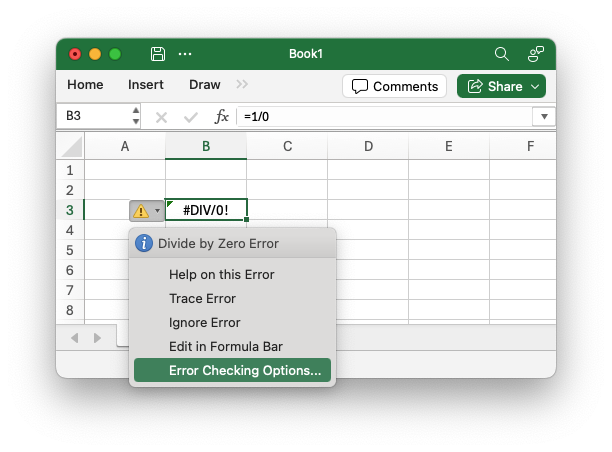 Book1
Home Insert Draw Comments Share
B3 fx =1/0
A B C D E F
1
2
3 #DIV/0!
4
Divide by Zero Error
5
6 Help on this Error
7 Trace Error
8 Ignore Error
Edit in Formula Bar
Error Checking Options...